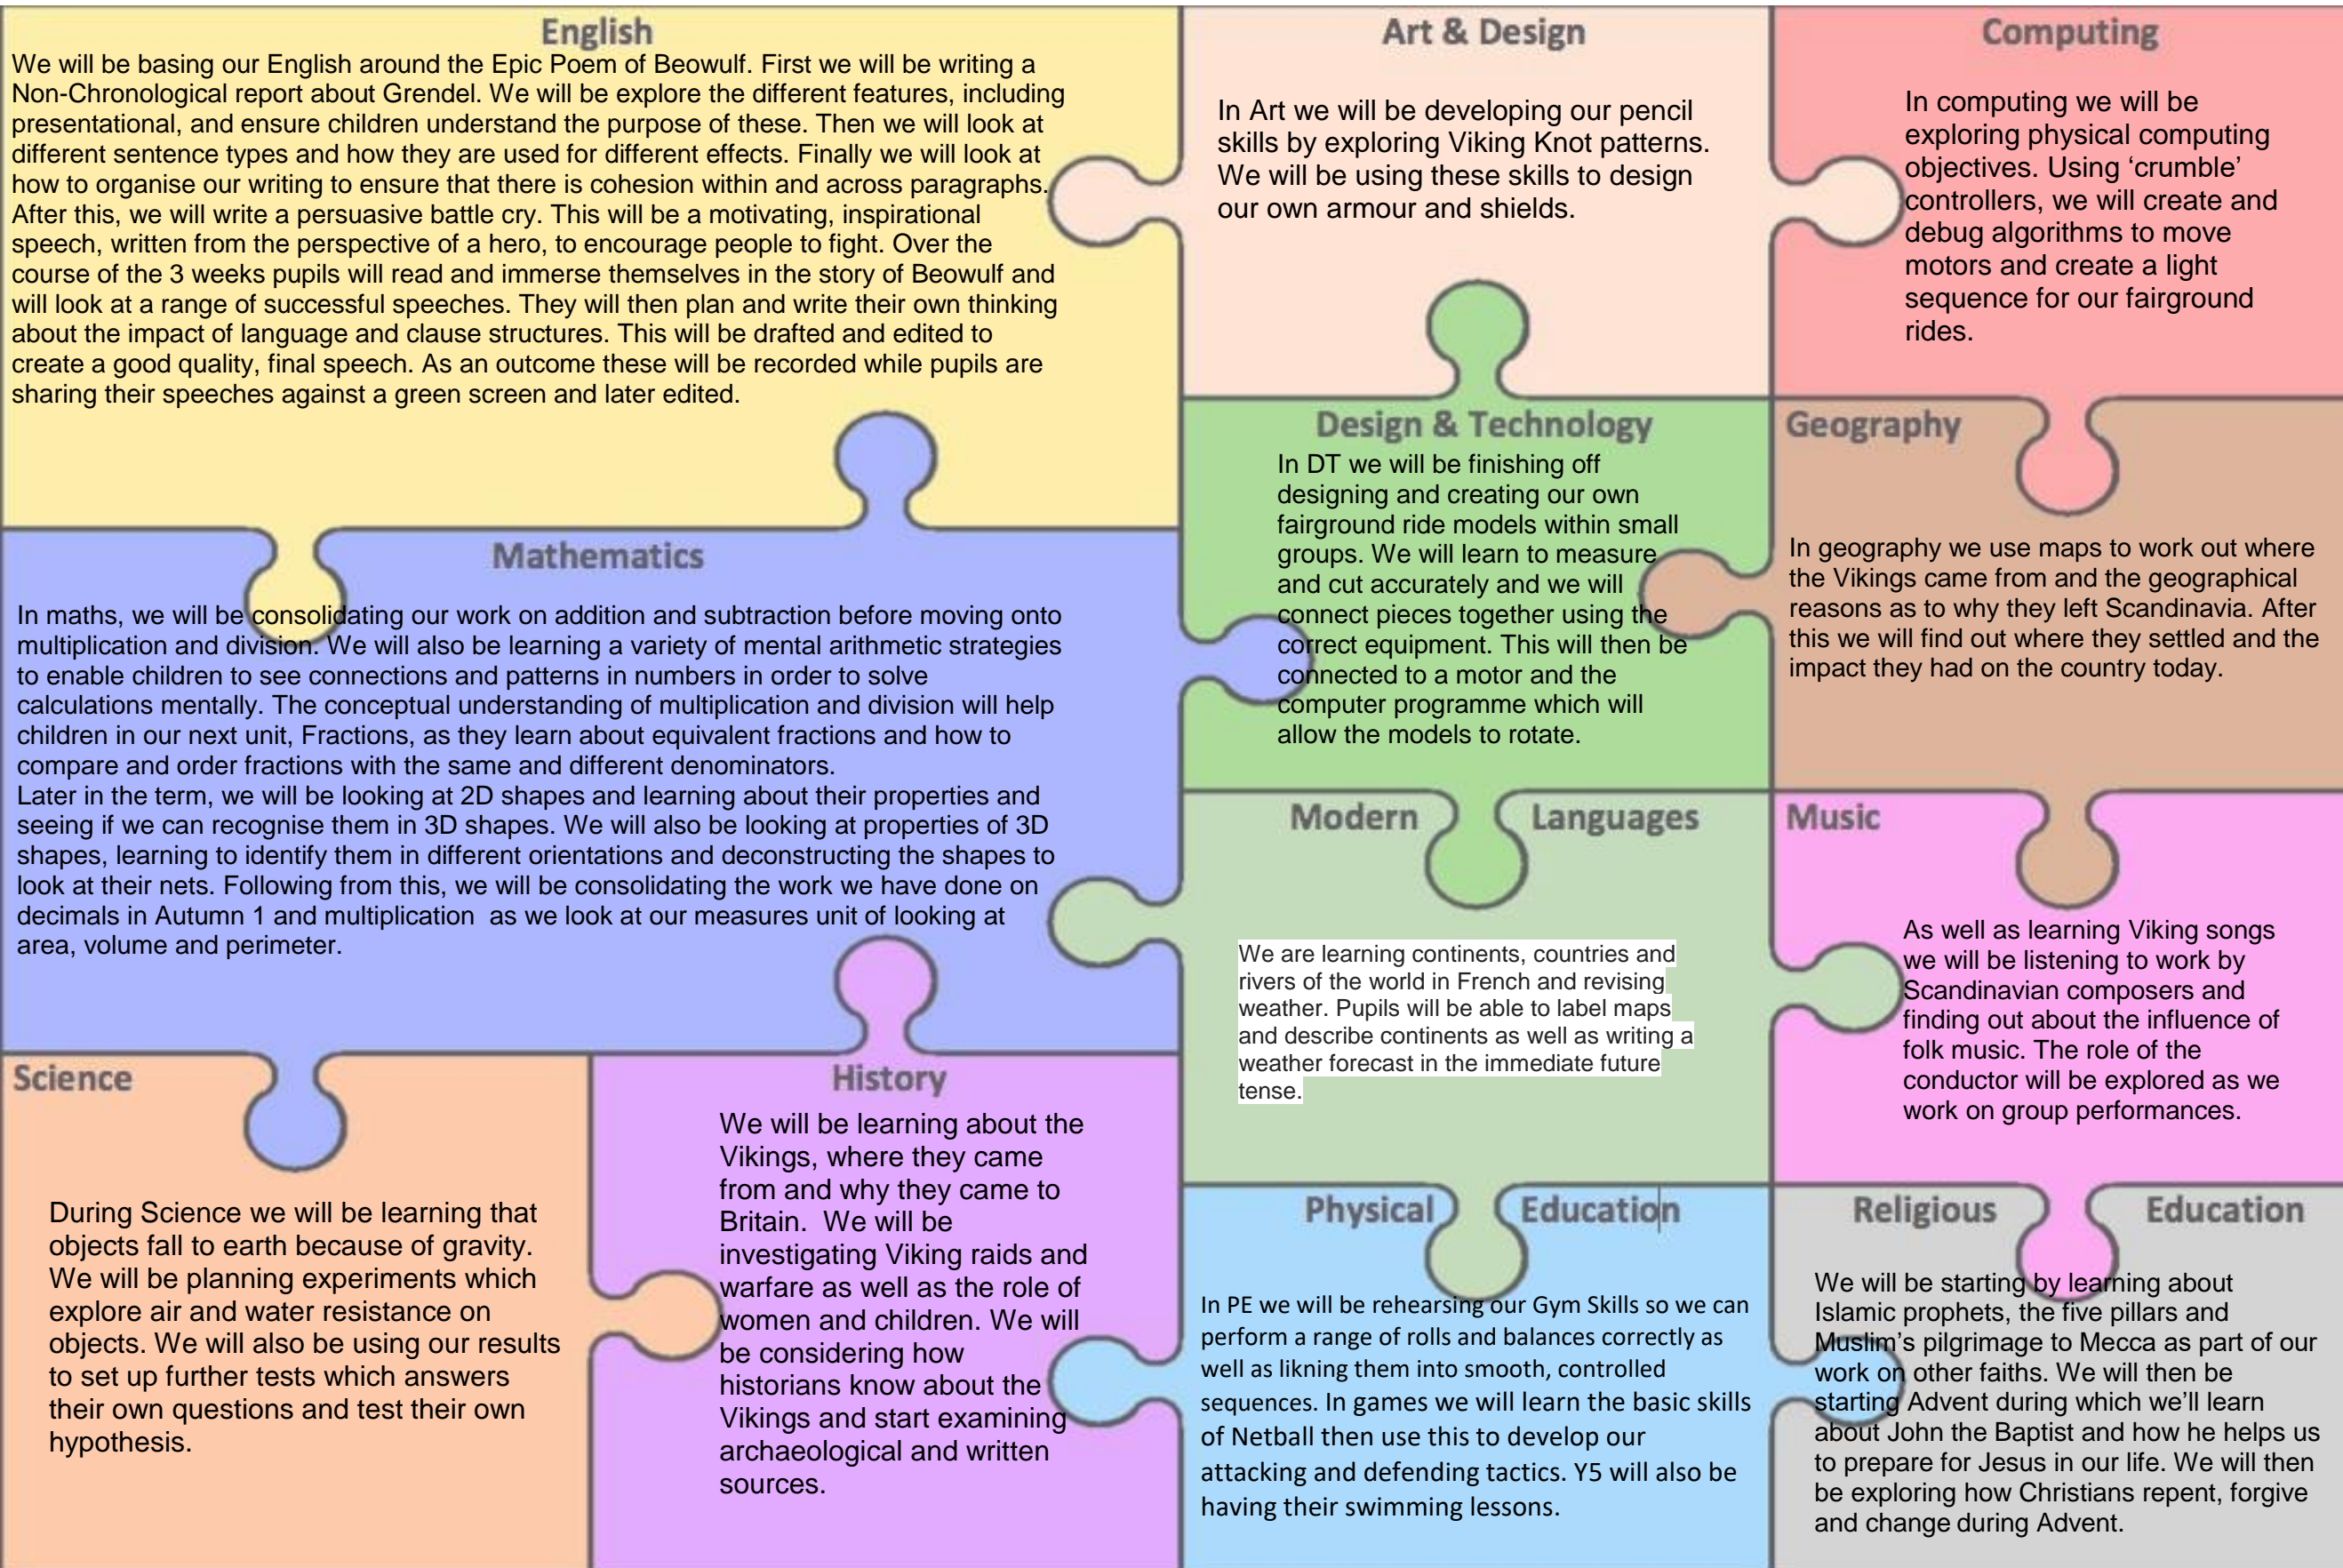 English
We will be basing our English around the Epic Poem of Beowulf. First we will be writing a
Non-Chronological report about Grendel. We will be explore the different features, including
presentational, and ensure children understand the purpose of these. Then we will look at
different sentence types and how they are used for different effects. Finally we will look at
how to organise our writing to ensure that there is cohesion within and across paragraphs.
After this, we will write a persuasive battle cry. This will be a motivating, inspirational
speech, written from the perspective of a hero, to encourage people to fight. Over the
course of the 3 weeks pupils will read and immerse themselves in the story of Beowulf and
will look at a range of successful speeches. They will then plan and write their own thinking
about the impact of language and clause structures. This will be drafted and edited to
create a good quality, final speech. As an outcome these will be recorded while pupils are
sharing their speeches against a green screen and later edited.
Art & Design
In Art we will be developing our pencil
skills by exploring Viking Knot patterns.
We will be using these skills to design
our own armour and shields.
Computing
In computing we will be
exploring physical computing
objectives. Using ‘crumble’
controllers, we will create and
debug algorithms to move
motors and create a light
sequence for our fairground
rides.
Mathematics
In maths, we will be consolidating our work on addition and subtraction before moving onto
multiplication and division. We will also be learning a variety of mental arithmetic strategies
to enable children to see connections and patterns in numbers in order to solve
calculations mentally. The conceptual understanding of multiplication and division will help
children in our next unit, Fractions, as they learn about equivalent fractions and how to
compare and order fractions with the same and different denominators.
Later in the term, we will be looking at 2D shapes and learning about their properties and
seeing if we can recognise them in 3D shapes. We will also be looking at properties of 3D
shapes, learning to identify them in different orientations and deconstructing the shapes to
look at their nets. Following from this, we will be consolidating the work we have done on
decimals in Autumn 1 and multiplication as we look at our measures unit of looking at
area, volume and perimeter.
Design & Technology
In DT we will be finishing off
designing and creating our own
fairground ride models within small
groups. We will learn to measure
and cut accurately and we will
connect pieces together using the
correct equipment. This will then be
connected to a motor and the
computer programme which will
allow the models to rotate.
Geography
In geography we use maps to work out where
the Vikings came from and the geographical
reasons as to why they left Scandinavia. After
this we will find out where they settled and the
impact they had on the country today.
Modern Languages
We are learning continents, countries and
rivers of the world in French and revising
weather. Pupils will be able to label maps
and describe continents as well as writing a
weather forecast in the immediate future
tense.
Music
As well as learning Viking songs
we will be listening to work by
Scandinavian composers and
finding out about the influence of
folk music. The role of the
conductor will be explored as we
work on group performances.
Science
During Science we will be learning that
objects fall to earth because of gravity.
We will be planning experiments which
explore air and water resistance on
objects. We will also be using our results
to set up further tests which answers
their own questions and test their own
hypothesis.
History
We will be learning about the
Vikings, where they came
from and why they came to
Britain. We will be
investigating Viking raids and
warfare as well as the role of
women and children. We will
be considering how
historians know about the
Vikings and start examining
archaeological and written
sources.
Physical Education
In PE we will be rehearsing our Gym Skills so we can
perform a range of rolls and balances correctly as
well as likning them into smooth, controlled
sequences. In games we will learn the basic skills
of Netball then use this to develop our
attacking and defending tactics. Y5 will also be
having their swimming lessons.
Religious Education
We will be starting by learning about
Islamic prophets, the five pillars and
Muslim’s pilgrimage to Mecca as part of our
work on other faiths. We will then be
starting Advent during which we’ll learn
about John the Baptist and how he helps us
to prepare for Jesus in our life. We will then
be exploring how Christians repent, forgive
and change during Advent.